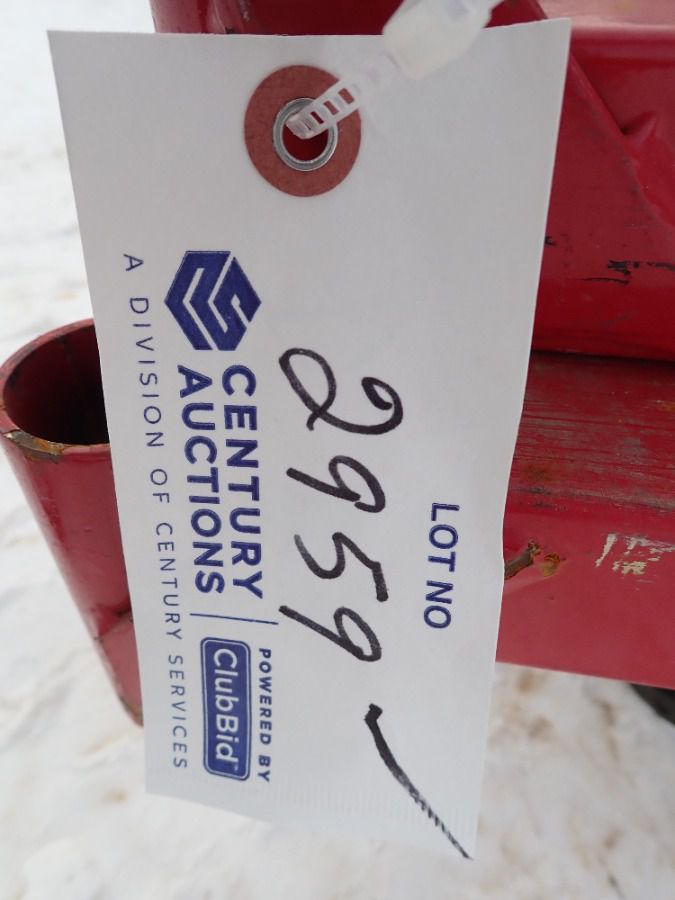 LOT NO
2959
CENTURY
AUCTIONS
POWERED BY
ClubBid
A DIVISION OF CENTURY SERVICES